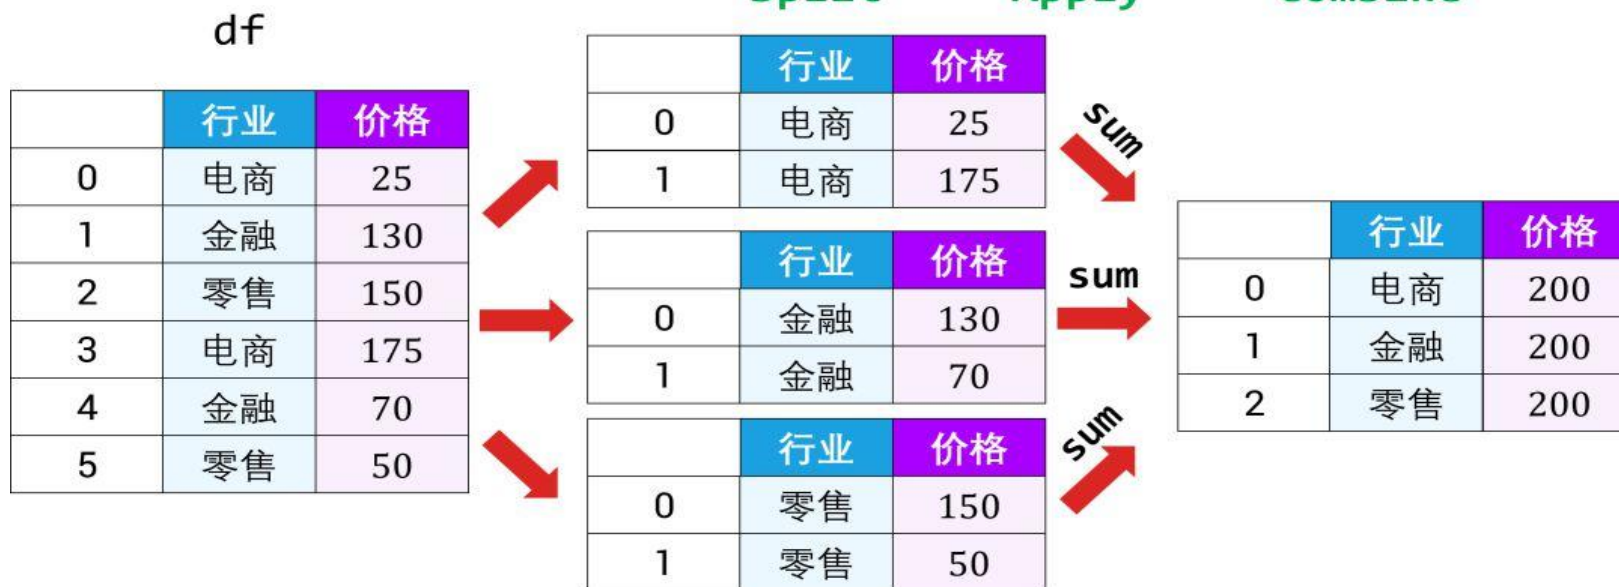 df
行业 价格
0 电商 25
1 金融 130
2 零售 150
3 电商 175
4 金融 70
5 零售 50
行业 价格
0 电商 25
1 电商 175
行业 价格
0 金融 130
1 金融 70
行业 价格
0 零售 150
1 零售 50
sum
sum
sum
行业 价格
0 电商 200
1 金融 200
2 零售 200